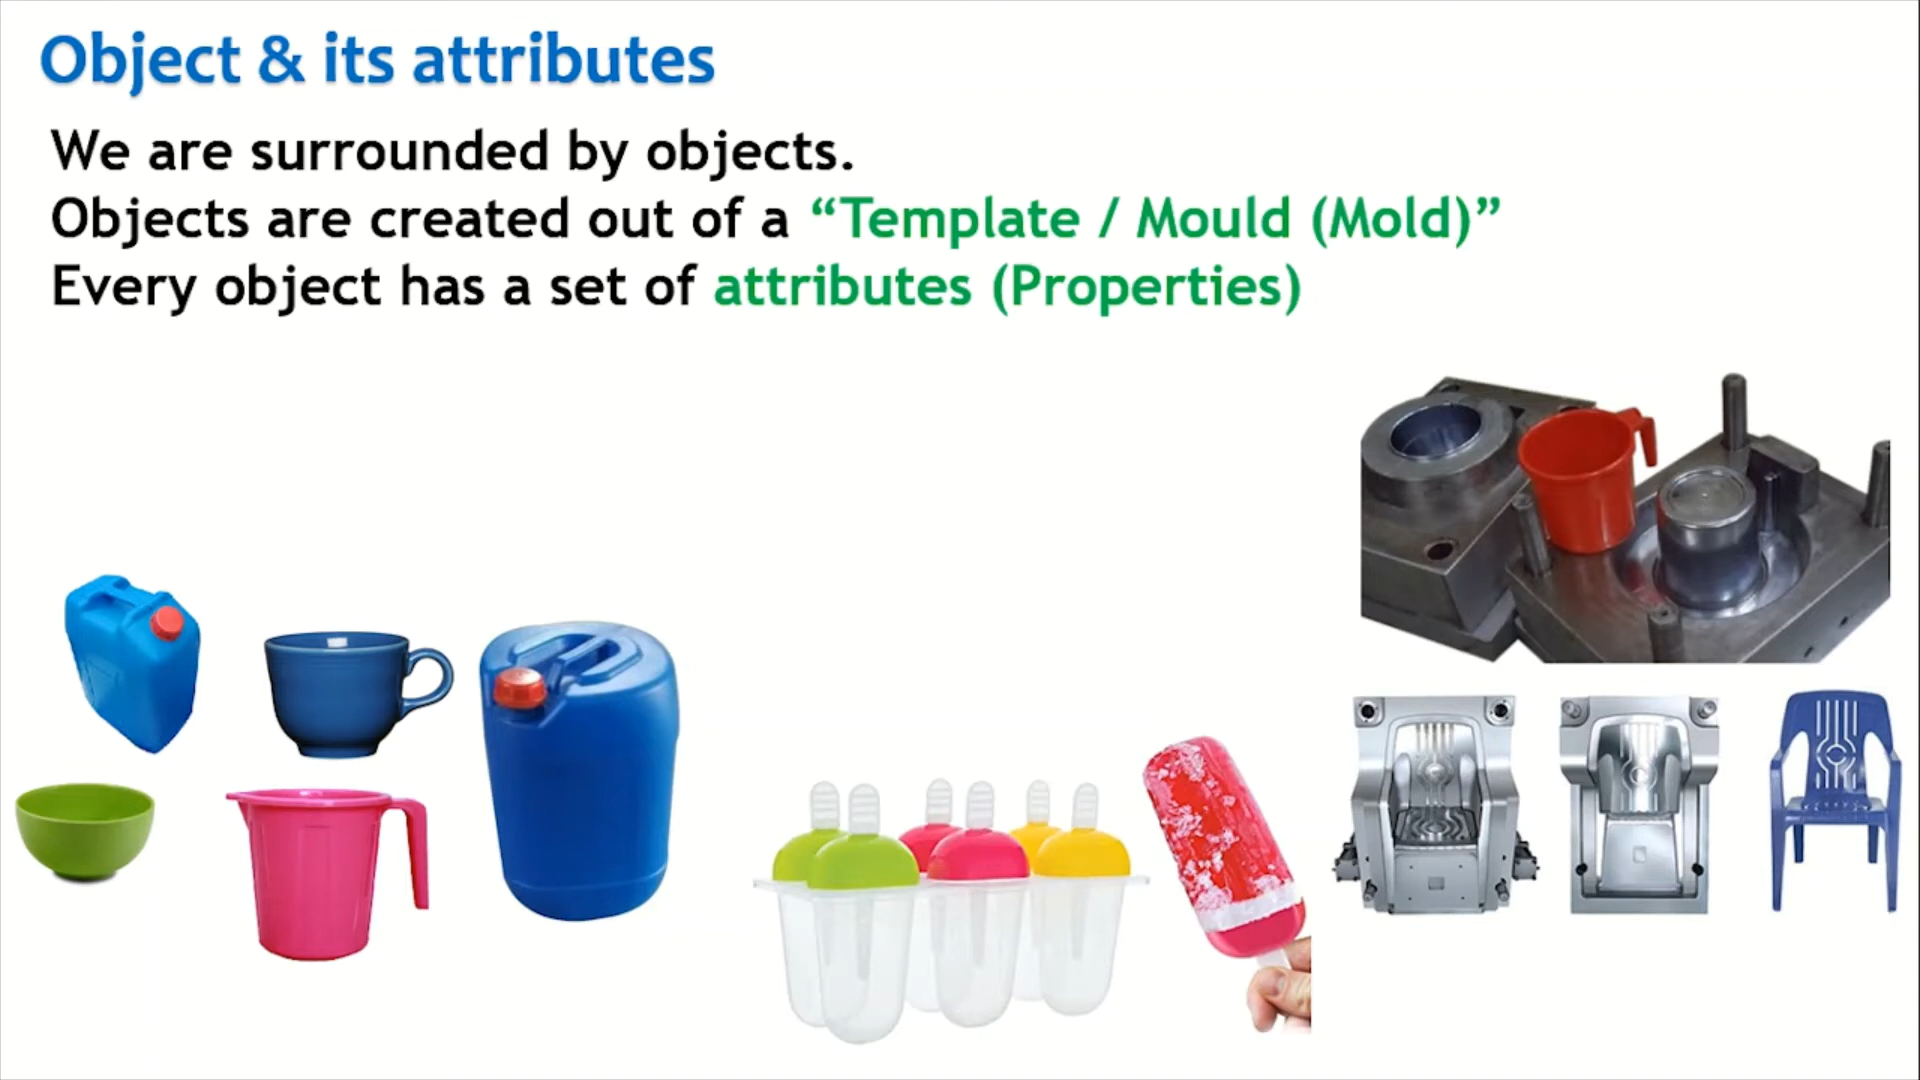 Object & its attributes
We are surrounded by objects.
Objects are created out of a “Template / Mould (Mold)”
Every object has a set of attributes (Properties)